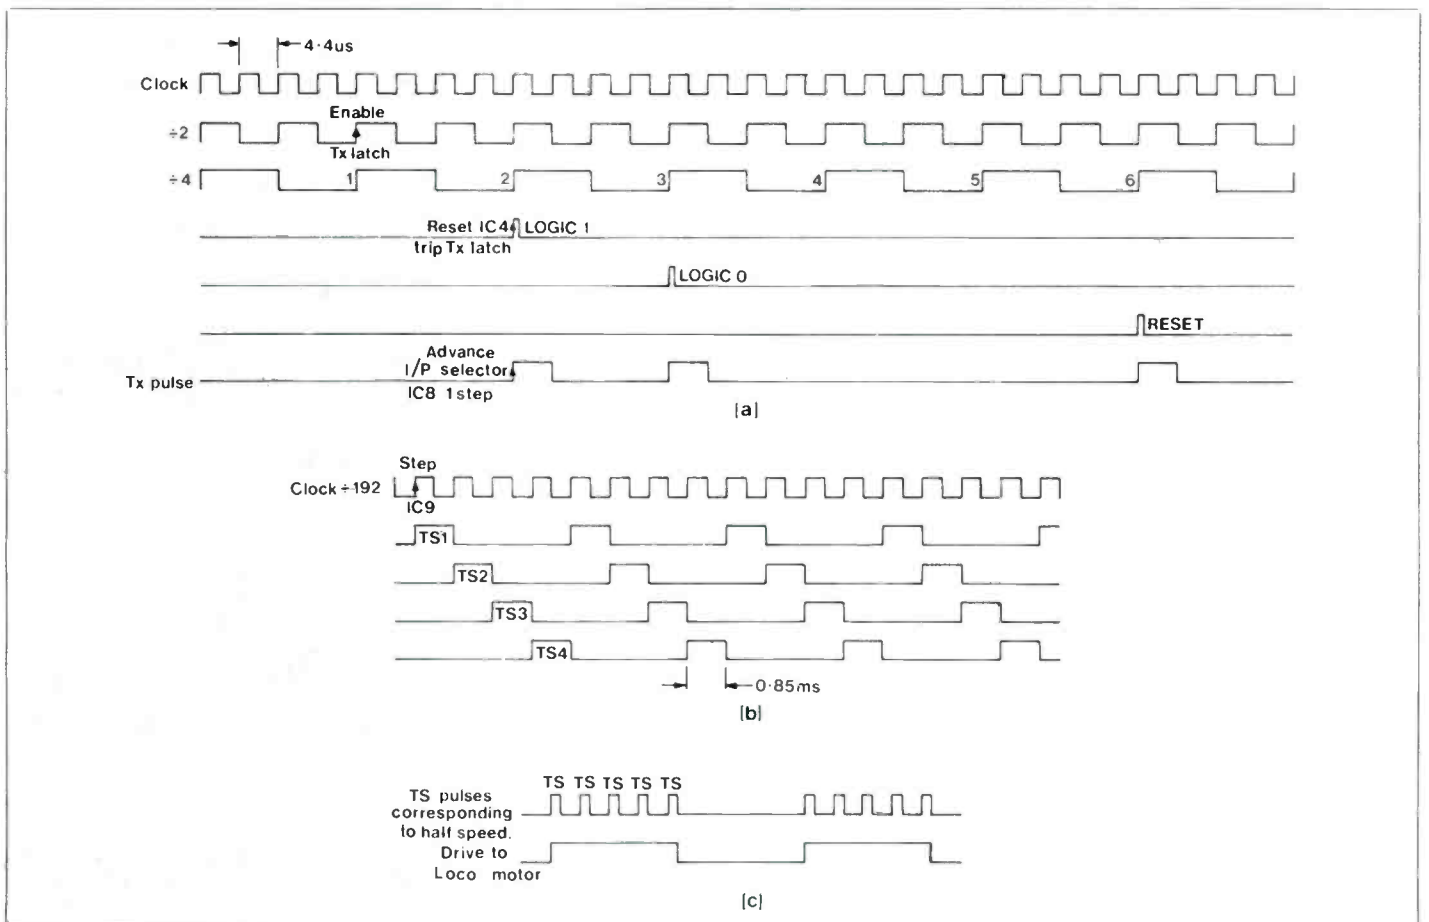 4·4us
Clock
Enable
÷2
Tx latch
÷4 1 2 3 4 5 6
Reset IC4 LOGIC 1
trip Tx latch
LOGIC 0
RESET
Advance
I/P selector
Tx pulse
IC8 1 step
[a]
Step
Clock ÷192
IC9
TS1
TS2
TS3
TS4
0·85ms
[b]
TS TS TS TS TS
TS pulses
corresponding
to half speed.
Drive to
Loco motor
[c]